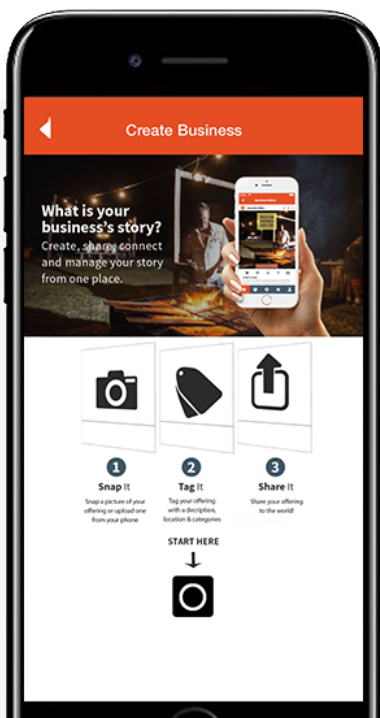 Create Business
What is your
business's story?
Create, share, connect
and manage your story
from one place.
1
2
3
Snap It
Tag It
Share It
Snap a picture of your
offering or upload one
from your phone
Tag your offering
with a decription,
location & categories
Share your offering
to the world!
START HERE